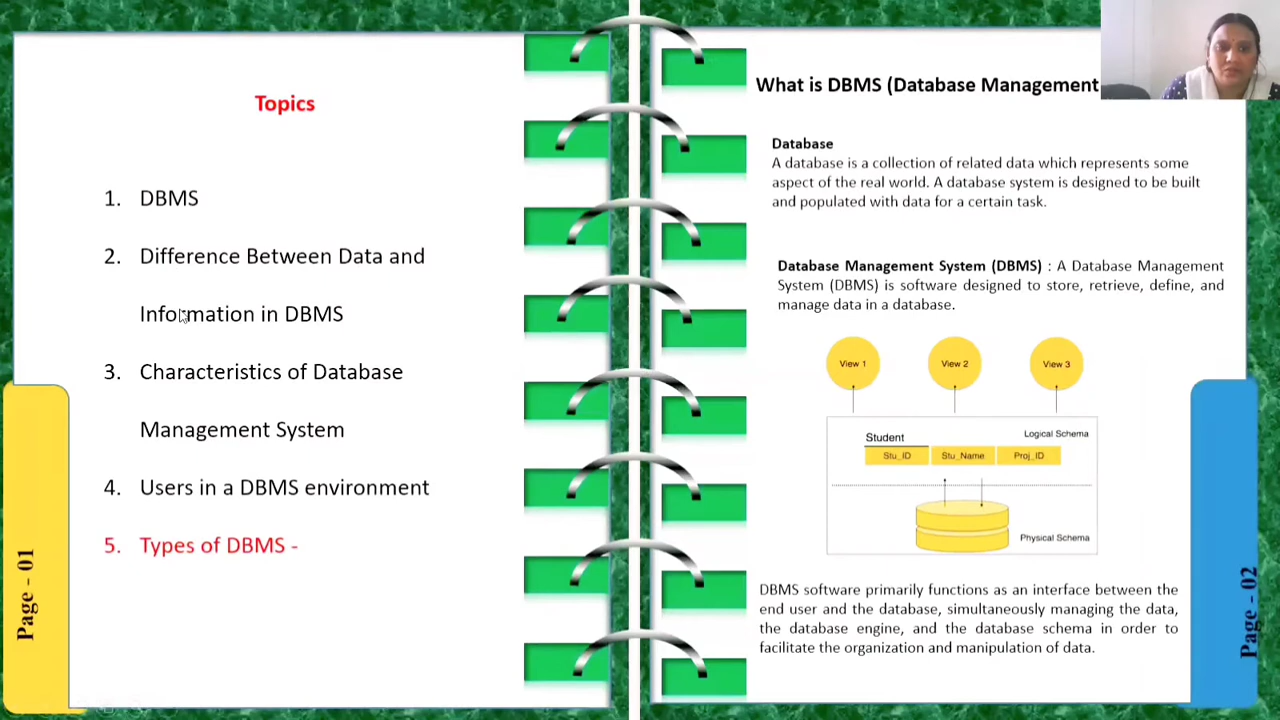 Topics
1. DBMS
2. Difference Between Data and
Information in DBMS
3. Characteristics of Database
Management System
4. Users in a DBMS environment
5. Types of DBMS -
Page - 01
What is DBMS (Database Management
Database
A database is a collection of related data which represents some
aspect of the real world. A database system is designed to be built
and populated with data for a certain task.
Database Management System (DBMS) : A Database Management
System (DBMS) is software designed to store, retrieve, define, and
manage data in a database.
View 1 View 2 View 3
Logical Schema
Student
Stu_ID Stu_Name Proj_ID
Physical Schema
DBMS software primarily functions as an interface between the
end user and the database, simultaneously managing the data,
the database engine, and the database schema in order to
facilitate the organization and manipulation of data.
Page - 02